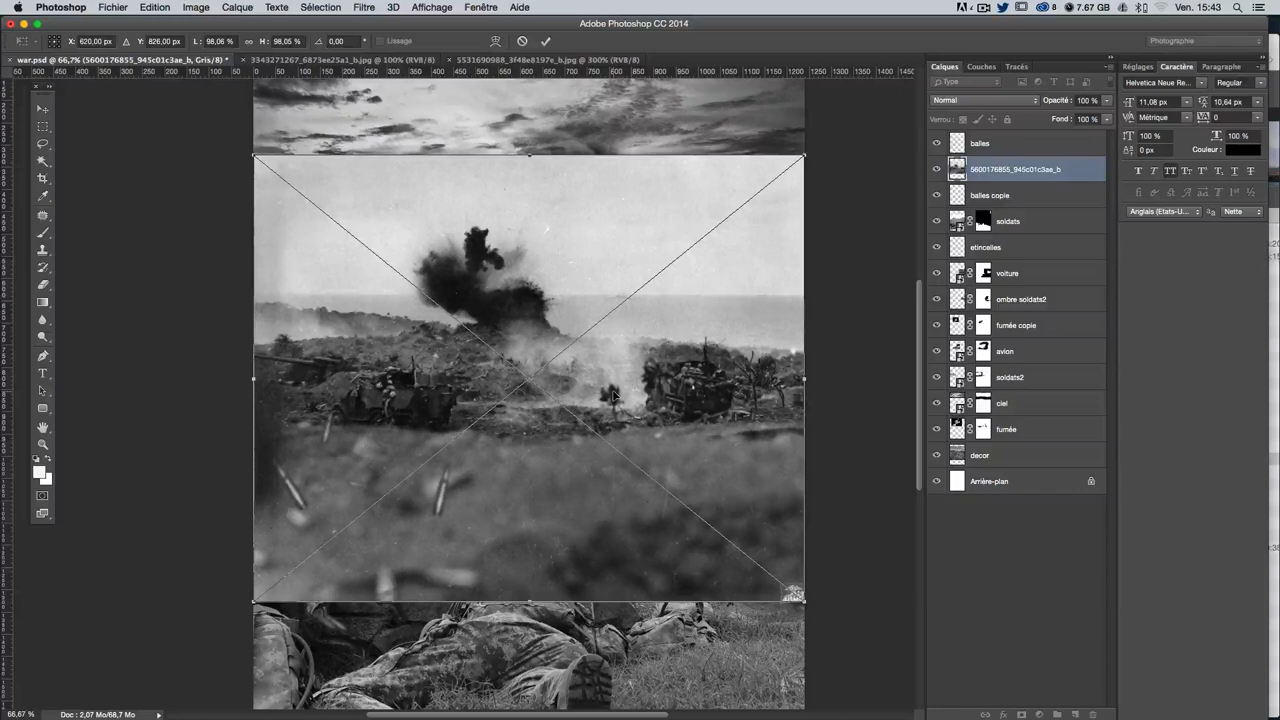 Photoshop Fichier Edition Image Calque Texte Sélection Filtre 3D Affichage Fenêtre Aide
4 8 7.67 GB Ven. 15:43
Adobe Photoshop CC 2014
X: 620,00 px Y: 826,00 px L: 98,06 % H: 98,05 % 0,00 ° Lissage Photographie
war.psd @ 66,7% (5600176855_945c01c3ae_b, Gris/8) * 3343271267_6873ee25a1_b.jpg @ 100% (RVB/8) 5531690988_3f48e8197e_b.jpg @ 300% (RVB/8)
Calques Couches Tracés
Type
Normal Opacité : 100 %
Verrou : Fond : 100 %
balles
5600176855_945c01c3ae_b
balles copie
soldats
etincelles
voiture
ombre soldats2
fumée copie
avion
soldats2
ciel
fumée
decor
Arrière-plan
Réglages Caractère Paragraphe
Helvetica Neue Re... Regular
11,08 px 10,64 px
Métrique 0
100 % 100 %
0 px Couleur :
Anglais (Etats-U... Nette
66,67 % Doc : 2,07 Mo/68,7 Mo